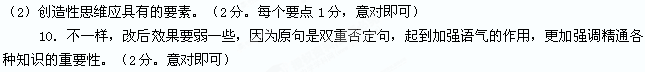 （2）创造性思维应具有的要素。（2分。每个要点1分，意对即可）
10．不一样，改后效果要弱一些，因为原句是双重否定句，起到加强语气的作用，更加强调精通各
种知识的重要性。（2分。意对即可）